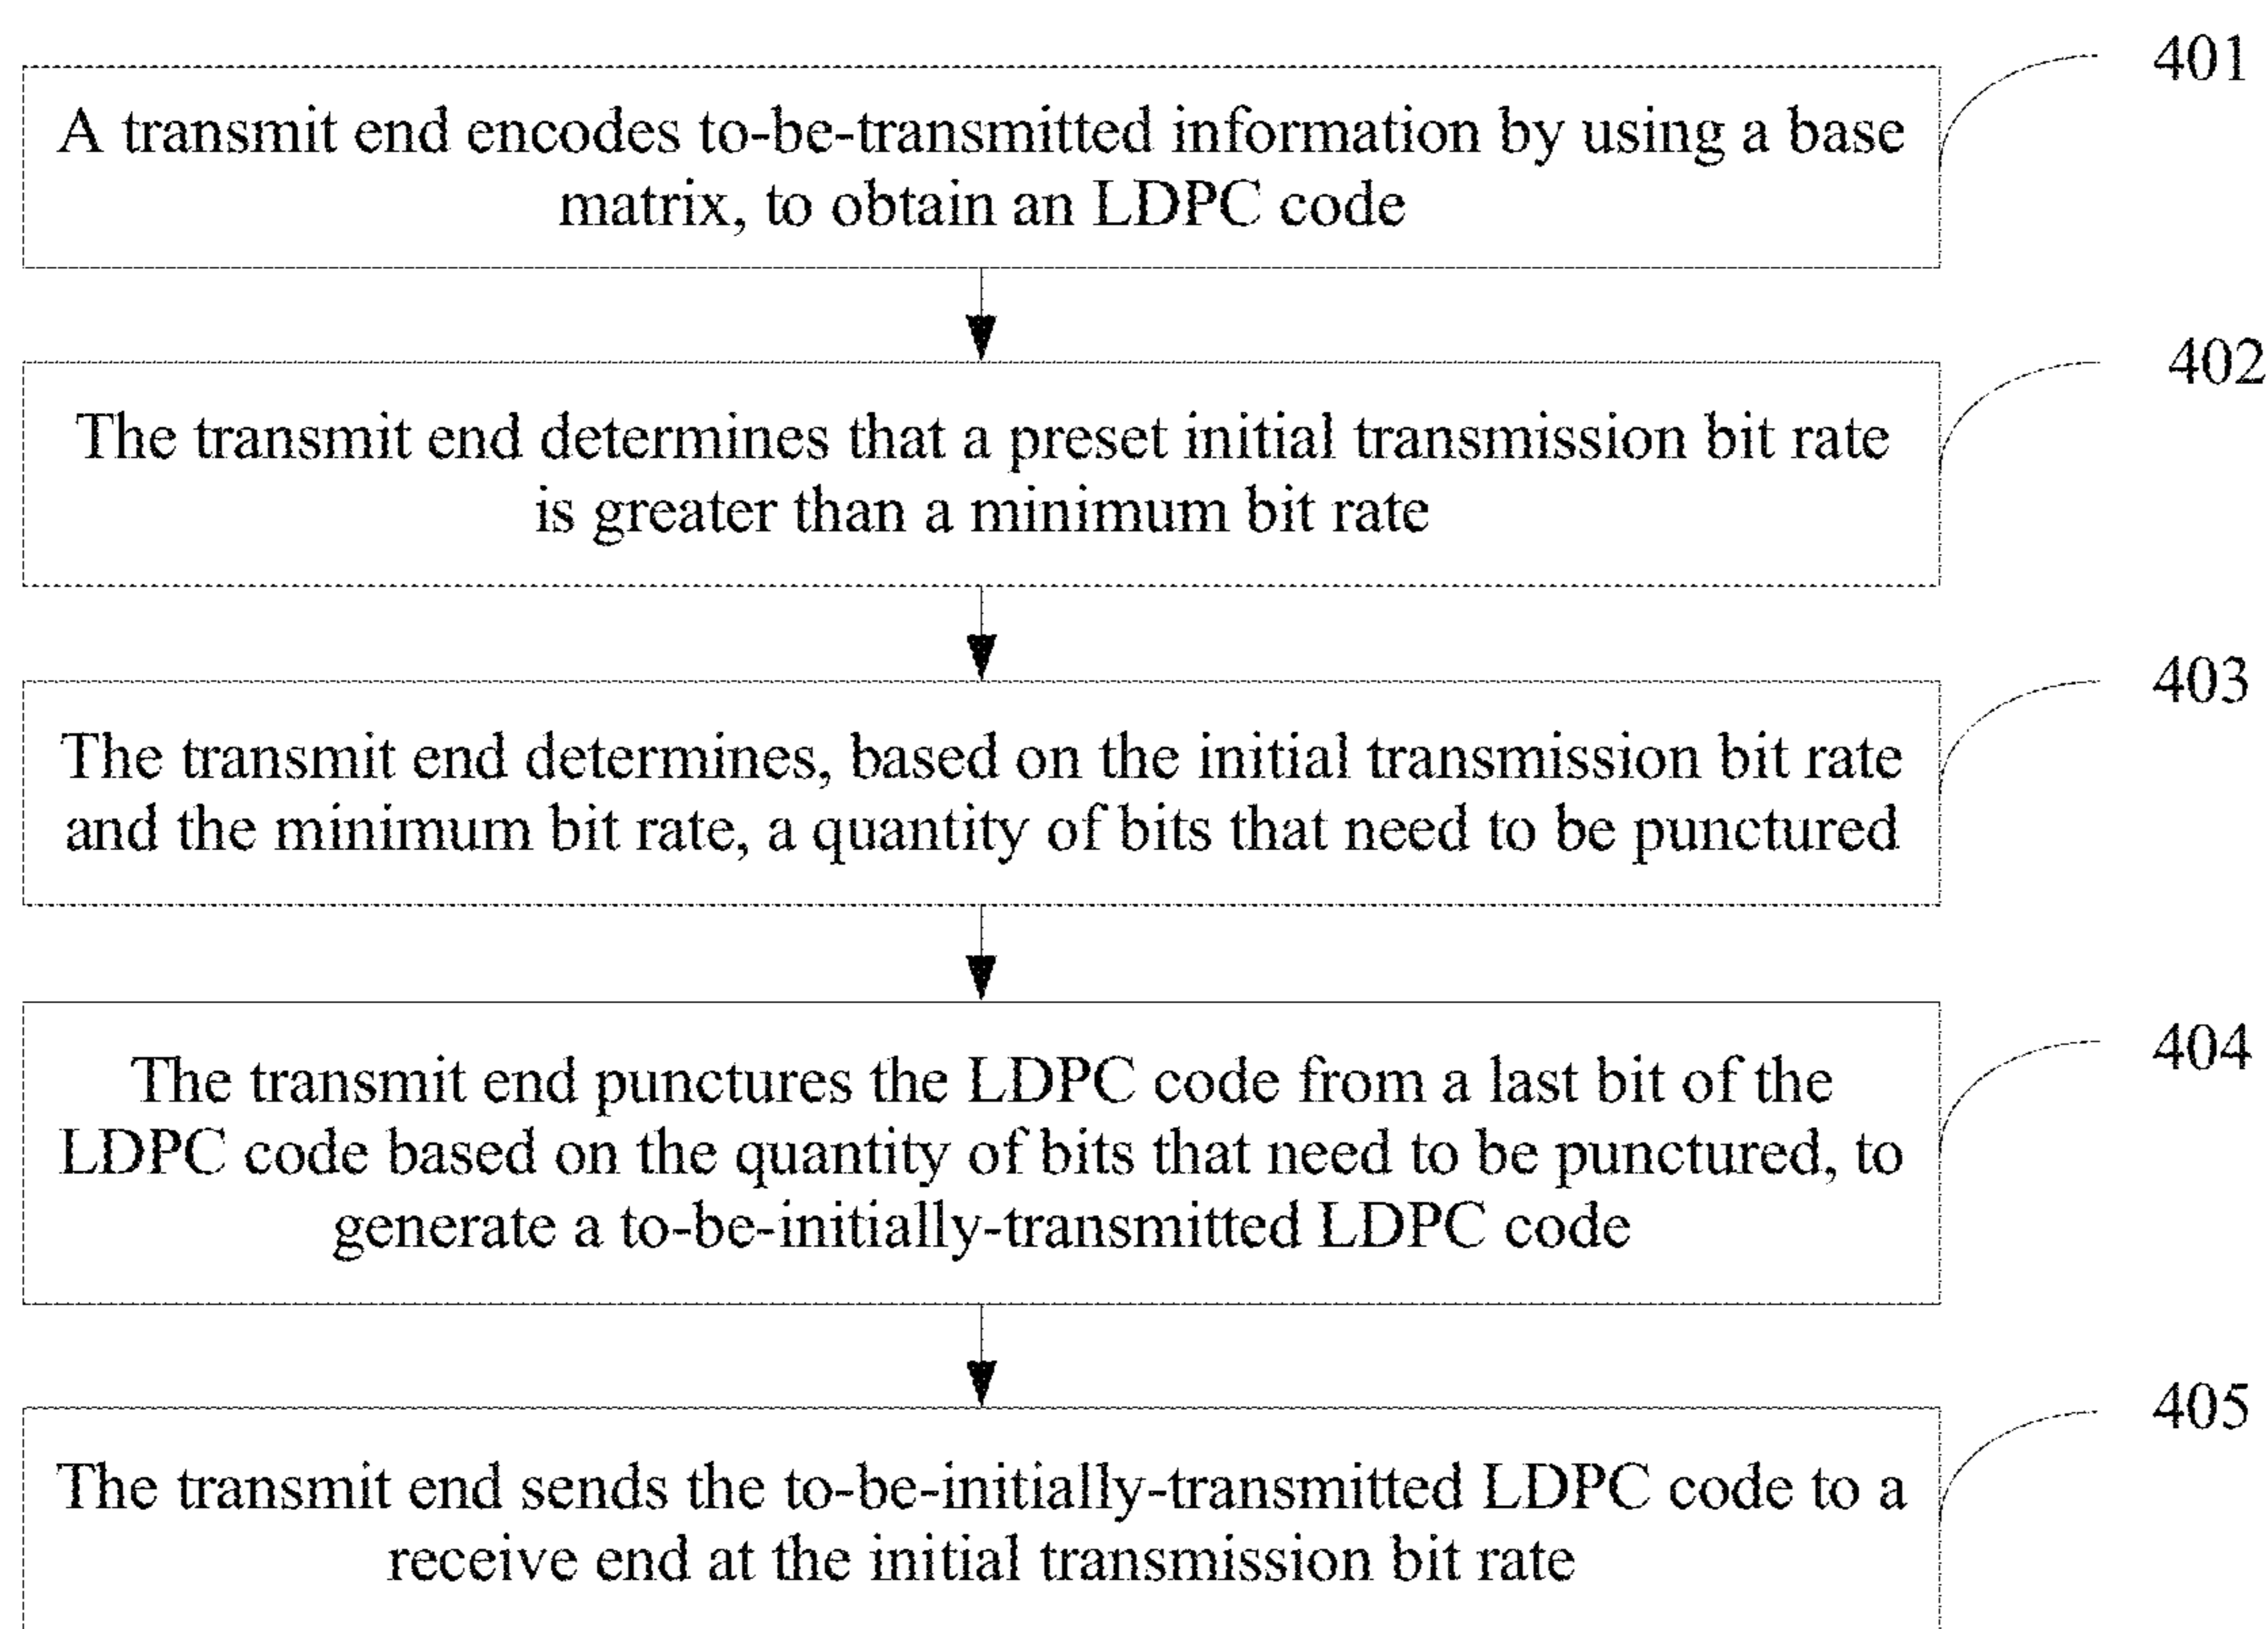 401
A transmit end encodes to-be-transmitted information by using a base
matrix, to obtain an LDPC code
402
The transmit end determines that a preset initial transmission bit rate
is greater than a minimum bit rate
403
The transmit end determines, based on the initial transmission bit rate
and the minimum bit rate, a quantity of bits that need to be punctured
404
The transmit end punctures the LDPC code from a last bit of the
LDPC code based on the quantity of bits that need to be punctured, to
generate a to-be-initially-transmitted LDPC code
405
The transmit end sends the to-be-initially-transmitted LDPC code to a
receive end at the initial transmission bit rate